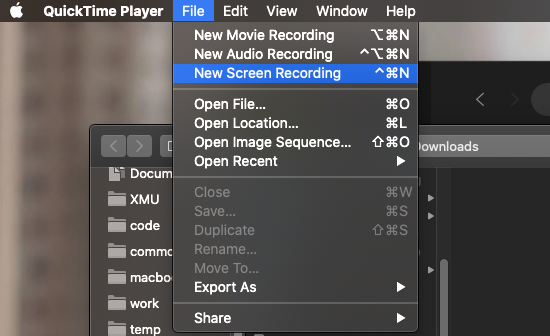 QuickTime Player File Edit View Window Help
New Movie Recording ⌥⌘N
New Audio Recording ^⌥⌘N
New Screen Recording ^⌘N
Open File... ⌘O
Open Location... ⌘L
Open Image Sequence... ⇧⌘O
Open Recent
Close ⌘W
Save... ⌘S
Duplicate ⇧⌘S
Rename...
Move To...
Export As
Share
Downloads
Docum
XMU
code
commo
macboo
work
temp